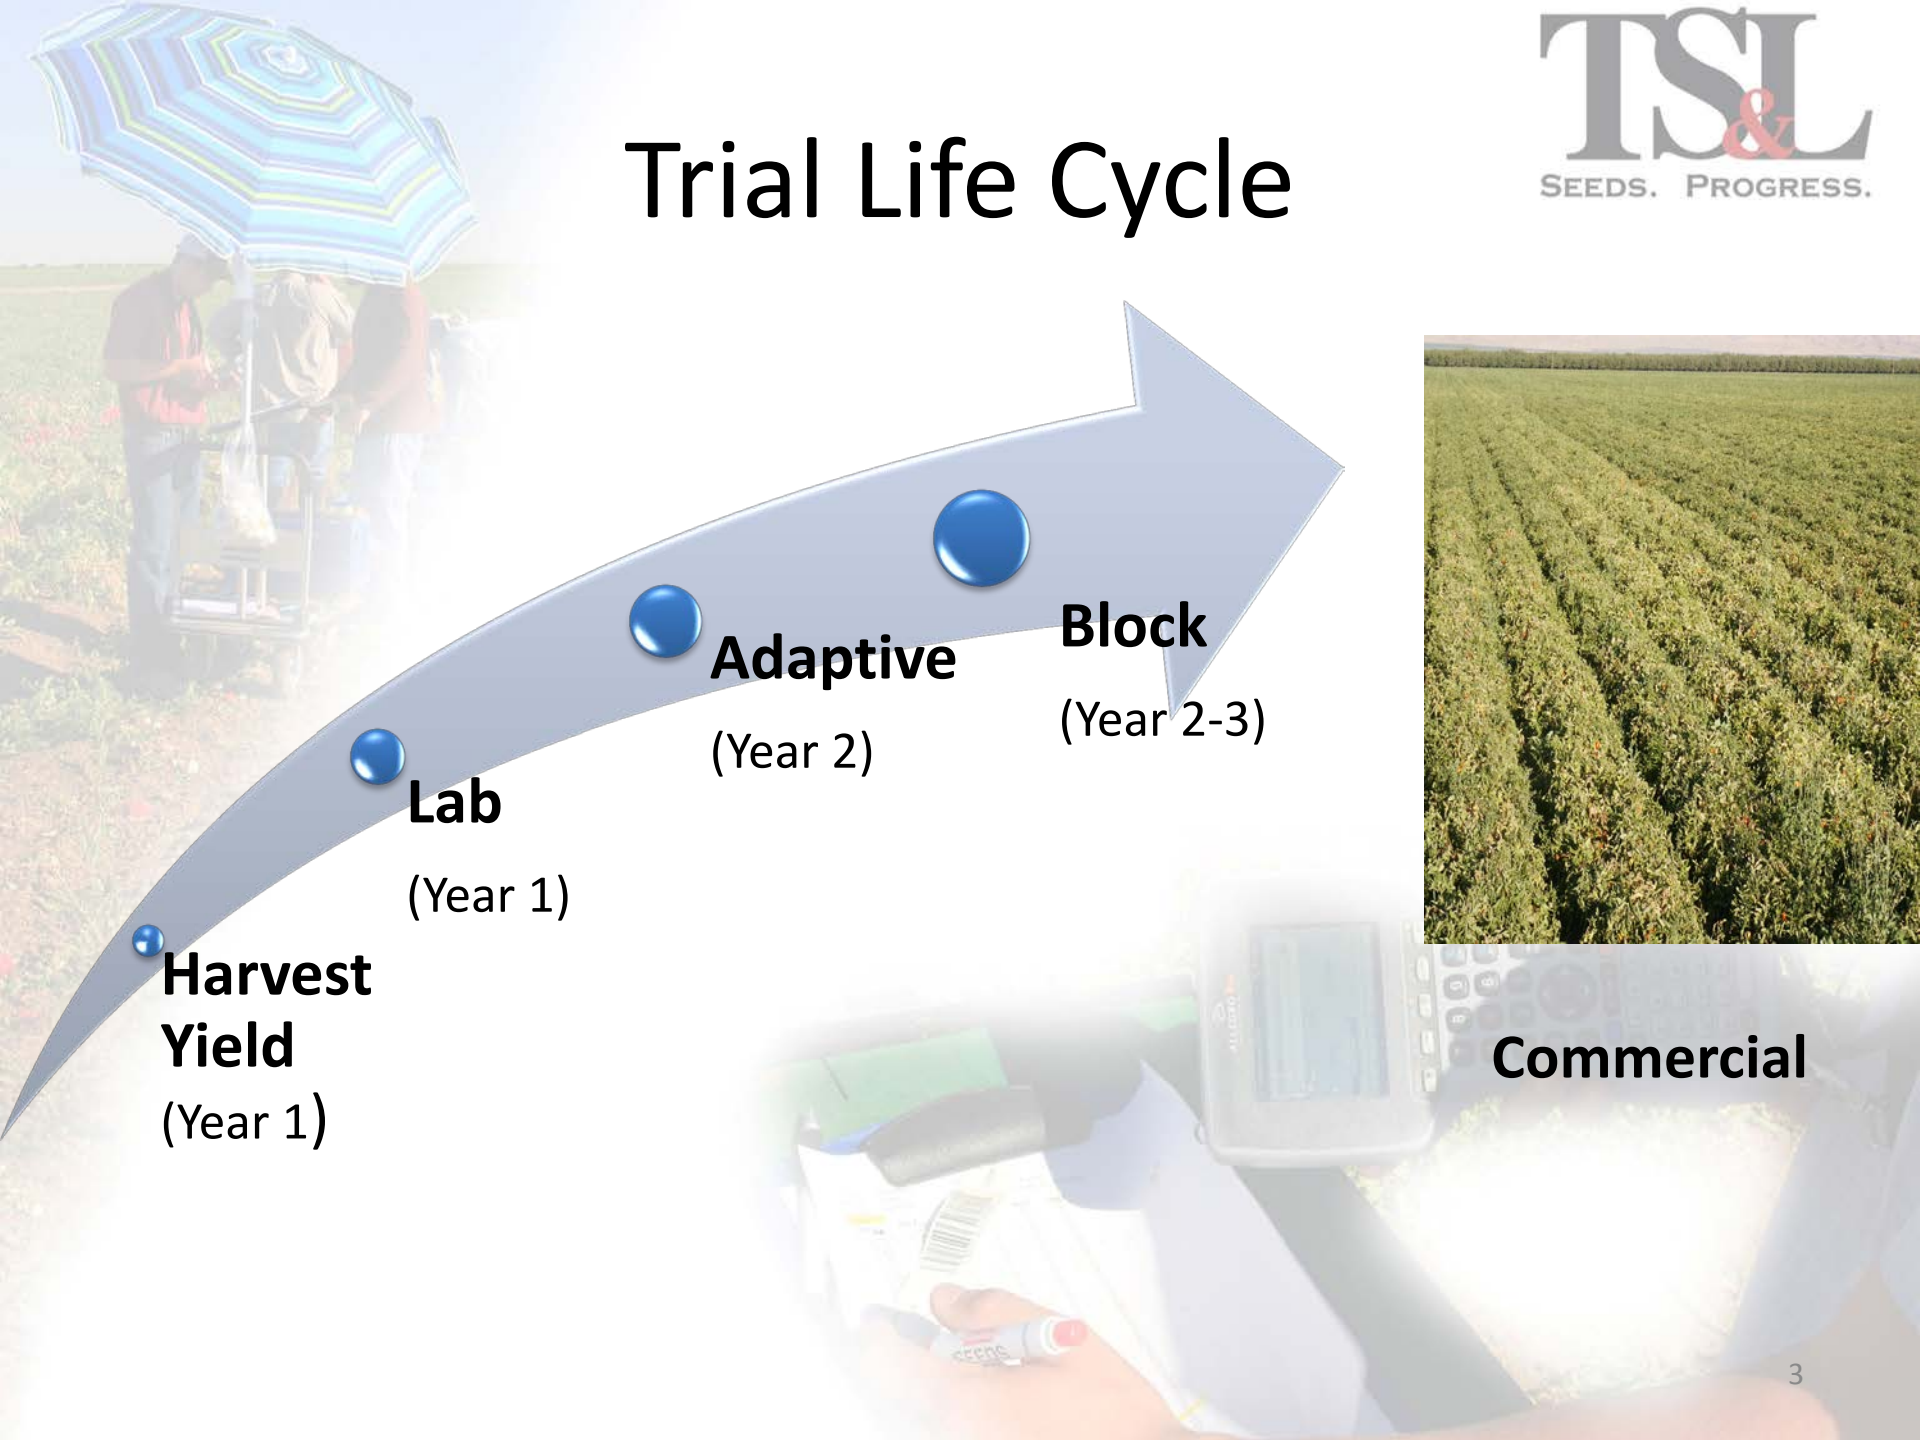 TS&L
SEEDS. PROGRESS.
Trial Life Cycle
Block
(Year 2-3)
Adaptive
(Year 2)
Lab
(Year 1)
Harvest
Yield
(Year 1)
Commercial
SEEDS
3